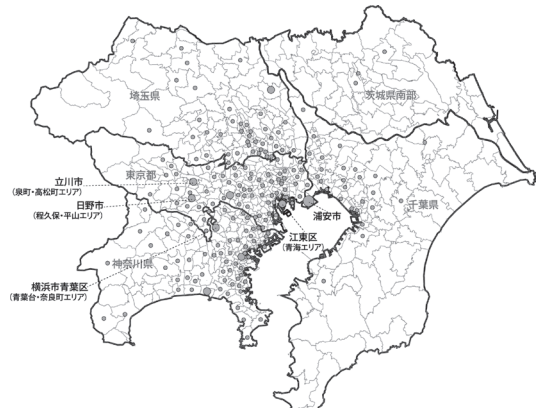 埼玉県
茨城県南部
東京都
立川市
(泉町・高松町エリア)
日野市
(程久保・平山エリア)
浦安市
千葉県
江東区
(青海エリア)
神奈川県
横浜市青葉区
(青葉台・奈良町エリア)